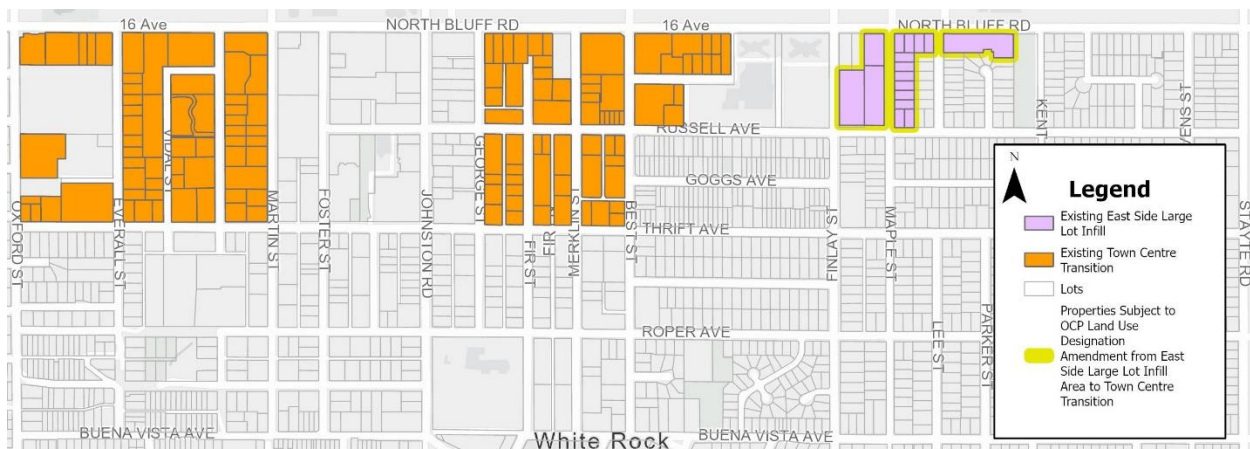 16 Ave
NORTH BLUFF RD
NORTH BLUFF RD
RUSSELL AVE
GOGGS AVE
THRIFT AVE
ROPER AVE
BUENA VISTA AVE
BUENA VISTA AVE
White Rock
OXFORD ST
EVERALL ST
VIDAL ST
MARTIN ST
FOSTER ST
JOHNSTON RD
GEORGE ST
FIR ST
FIR
MERKLIN ST
BEST ST
FINLAY ST
MAPLE ST
LEE ST
PARKER ST
KENT
VENS ST
STAYTE RD
16 Ave
N
Legend
Existing East Side Large
Lot Infill
Existing Town Centre
Transition
Lots
Properties Subject to
OCP Land Use
Designation
Amendment from East
Side Large Lot Infill
Area to Town Centre
Transition